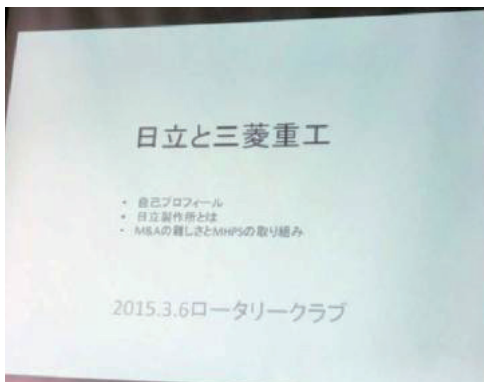 日立と三菱重工
・ 自己プロフィール
・ 日立製作所とは
・ M&Aの難しさとMHPSの取り組み
2015.3.6ロータリークラブ